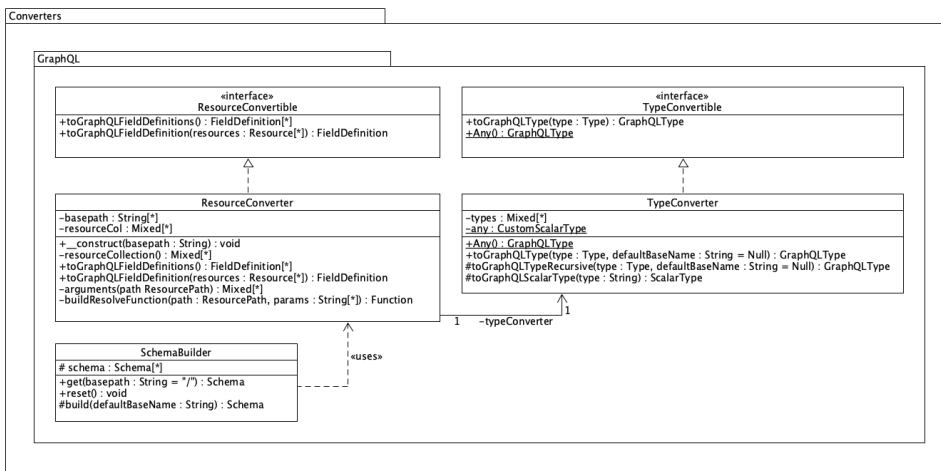 Converters
GraphQL
«interface»
ResourceConvertible
+toGraphQLFieldDefinitions() : FieldDefinition[*]
+toGraphQLFieldDefinition(resources : Resource[*]) : FieldDefinition
«interface»
TypeConvertible
+toGraphQLType(type : Type) : GraphQLType
+Any() : GraphQLType
ResourceConverter
-basepath : String[*]
-resourceCol : Mixed[*]
+__construct(basepath : String) : void
-resourceCollection() : Mixed[*]
+toGraphQLFieldDefinitions() : FieldDefinition[*]
+toGraphQLFieldDefinition(resources : Resources[*]) : FieldDefinition
-arguments(path ResourcePath) : Mixed[*]
-buildResolveFunction(path : ResourcePath, params : String[*]) : Function
TypeConverter
-types : Mixed[*]
-any : CustomScalarType
+Any() : GraphQLType
+toGraphQLType(type : Type, defaultBaseName : String = Null) : GraphQLType
#toGraphQLTypeRecursive(type : Type, defaultBaseName : String = Null) : GraphQLType
#toGraphQLScalarType(type : String) : ScalarType
1
-typeConverter
1
«uses»
SchemaBuilder
# schema : Schema[*]
+get(basepath : String = "/") : Schema
+reset() : void
#build(defaultBaseName : String) : Schema